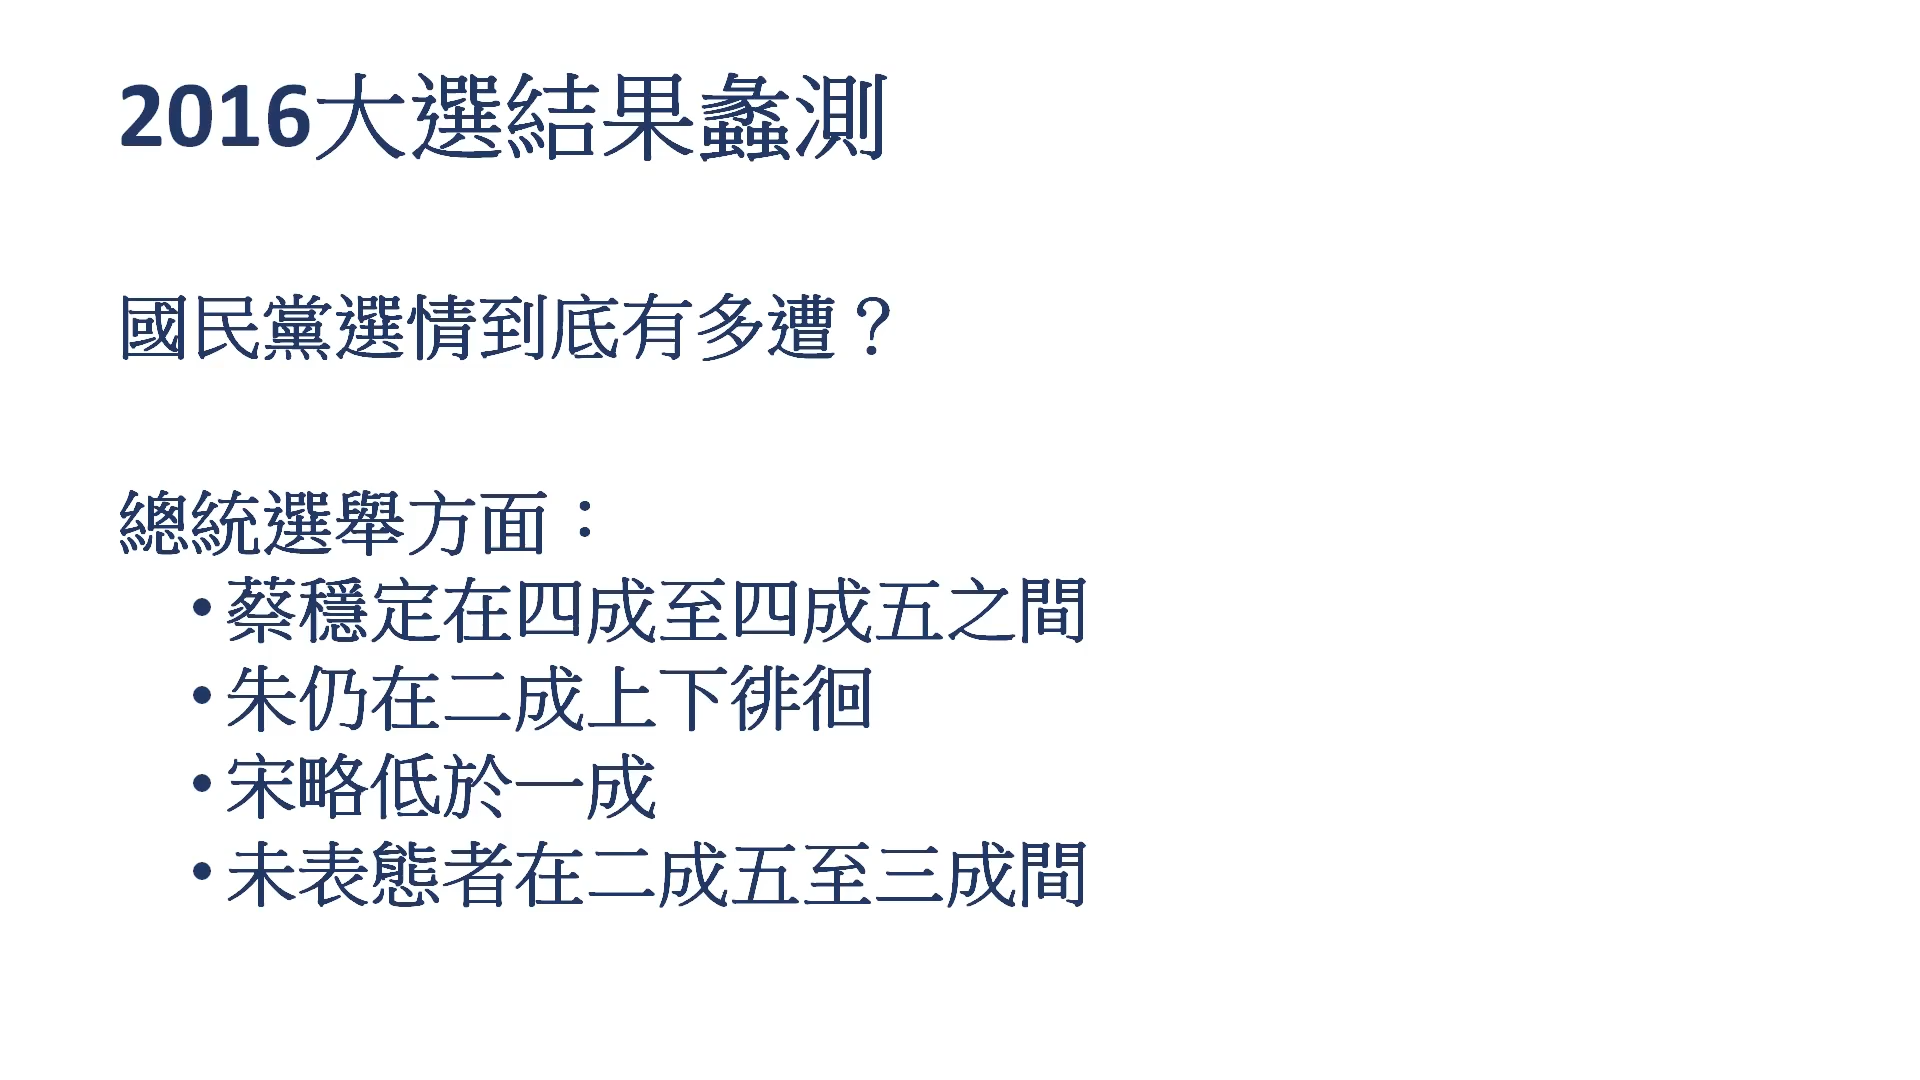 2016大選結果蠡測
國民黨選情到底有多遭？
總統選舉方面：
•蔡穩定在四成至四成五之間
•朱仍在二成上下徘徊
•宋略低於一成
•未表態者在二成五至三成間